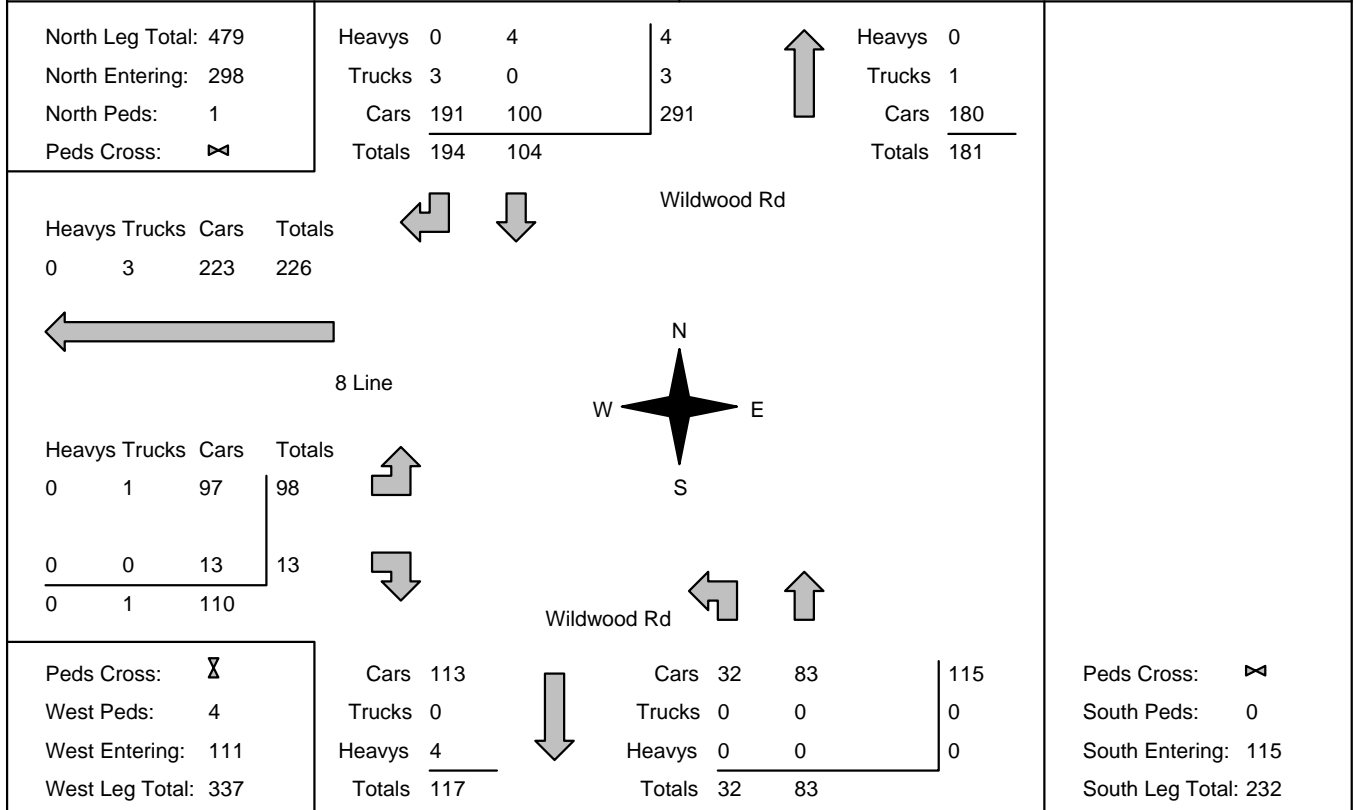 North Leg Total: 479
North Entering: 298
North Peds: 1
Peds Cross: ⋈
Heavys 0 4 4
Trucks 3 0 3
Cars 191 100 291
Totals 194 104
Heavys 0
Trucks 1
Cars 180
Totals 181
Wildwood Rd
Heavys Trucks Cars Totals
0 3 223 226
8 Line
N
W E
S
Heavys Trucks Cars Totals
0 1 97 98
0 0 13 13
0 1 110
Wildwood Rd
Peds Cross: ⧖
West Peds: 4
West Entering: 111
West Leg Total: 337
Cars 113
Trucks 0
Heavys 4
Totals 117
Cars 32 83 115
Trucks 0 0 0
Heavys 0 0 0
Totals 32 83
Peds Cross: ⋈
South Peds: 0
South Entering: 115
South Leg Total: 232